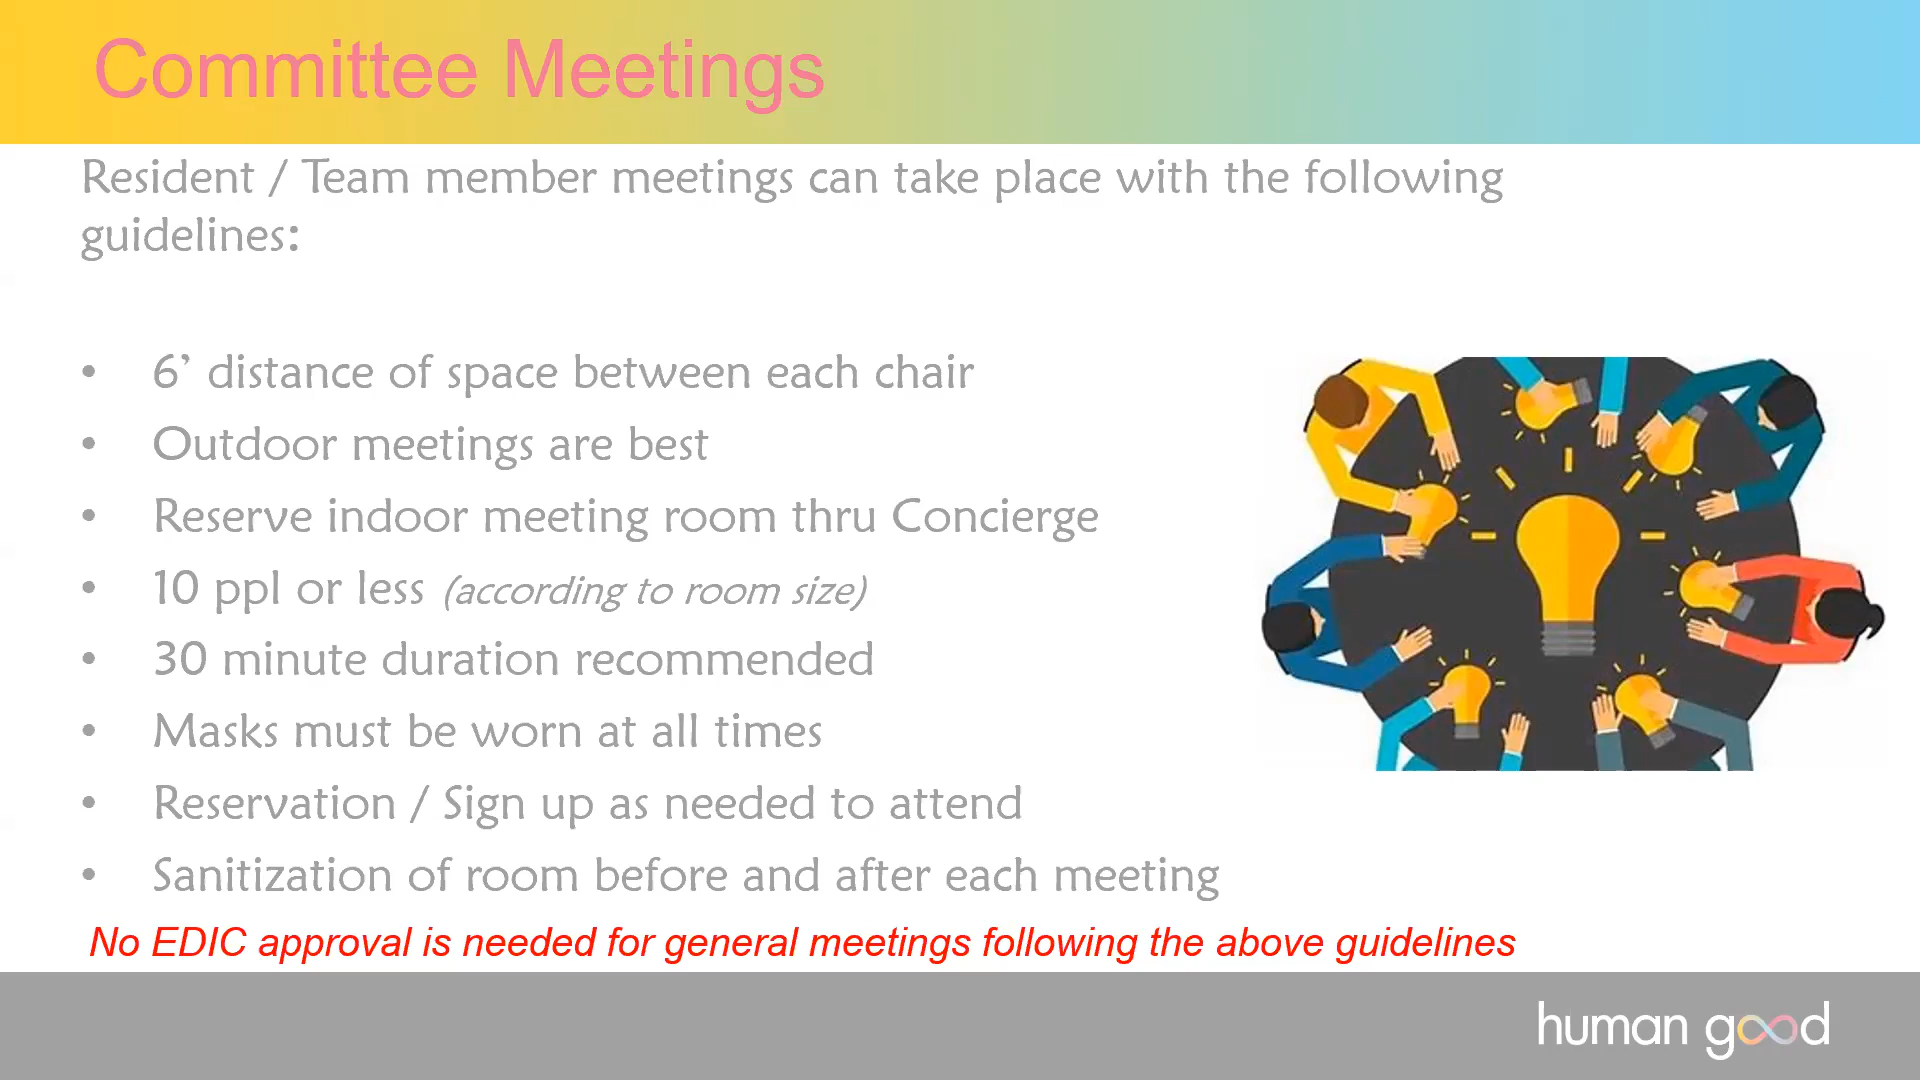 Committee Meetings
Resident / Team member meetings can take place with the following
guidelines:
• 6’ distance of space between each chair
• Outdoor meetings are best
• Reserve indoor meeting room thru Concierge
• 10 ppl or less (according to room size)
• 30 minute duration recommended
• Masks must be worn at all times
• Reservation / Sign up as needed to attend
• Sanitization of room before and after each meeting
No EDIC approval is needed for general meetings following the above guidelines
human good